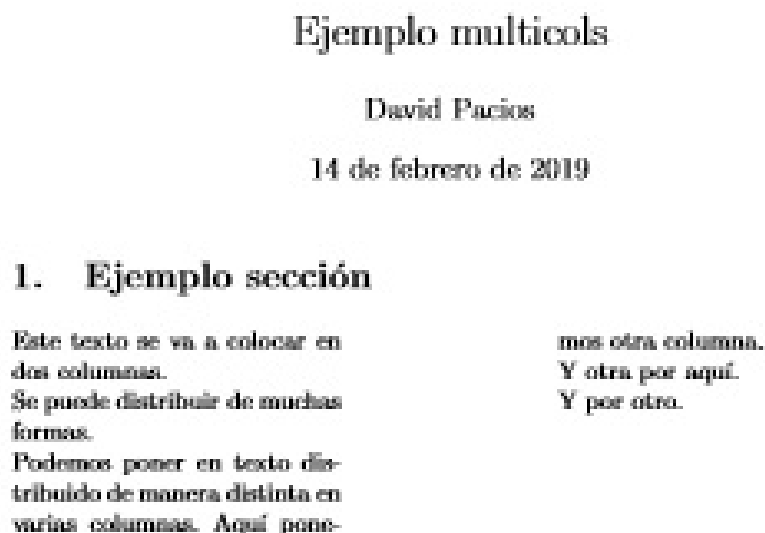 Ejemplo multicols
David Pacios
14 de febrero de 2019
1. Ejemplo sección
Este texto se va a colocar en
dos columnas.
Se puede distribuir de muchas
formas.
Podemos poner en texto dis-
tribuido de manera distinta en
varias columnas. Aquí pone-
mos otra columna.
Y otra por aquí.
Y por otro.